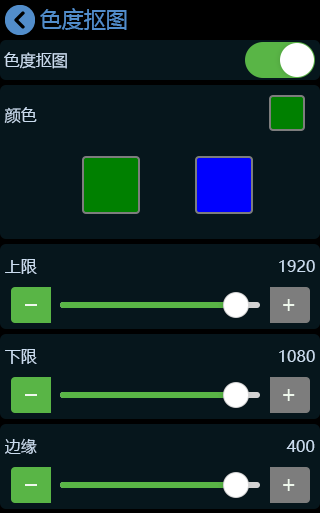 色度抠图
色度抠图
颜色
上限 1920
− +
下限 1080
− +
边缘 400
− +